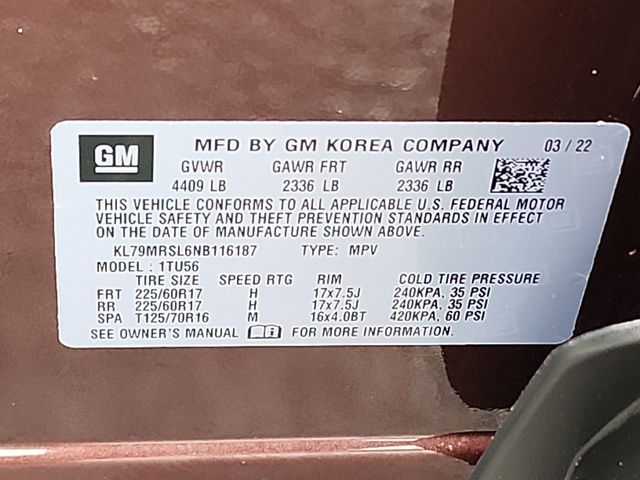 GM MFD BY GM KOREA COMPANY 03 / 22
GVWR GAWR FRT GAWR RR
4409 LB 2336 LB 2336 LB
THIS VEHICLE CONFORMS TO ALL APPLICABLE U.S. FEDERAL MOTOR
VEHICLE SAFETY AND THEFT PREVENTION STANDARDS IN EFFECT
ON THE DATE OF MANUFACTURE SHOWN ABOVE.
KL79MRSL6NB116187 TYPE: MPV
MODEL : 1TU56
TIRE SIZE SPEED RTG RIM COLD TIRE PRESSURE
FRT 225/60R17 H 17x7.5J 240KPA, 35 PSI
RR 225/60R17 H 17x7.5J 240KPA, 35 PSI
SPA T125/70R16 M 16x4.0BT 420KPA, 60 PSI
SEE OWNER'S MANUAL FOR MORE INFORMATION.